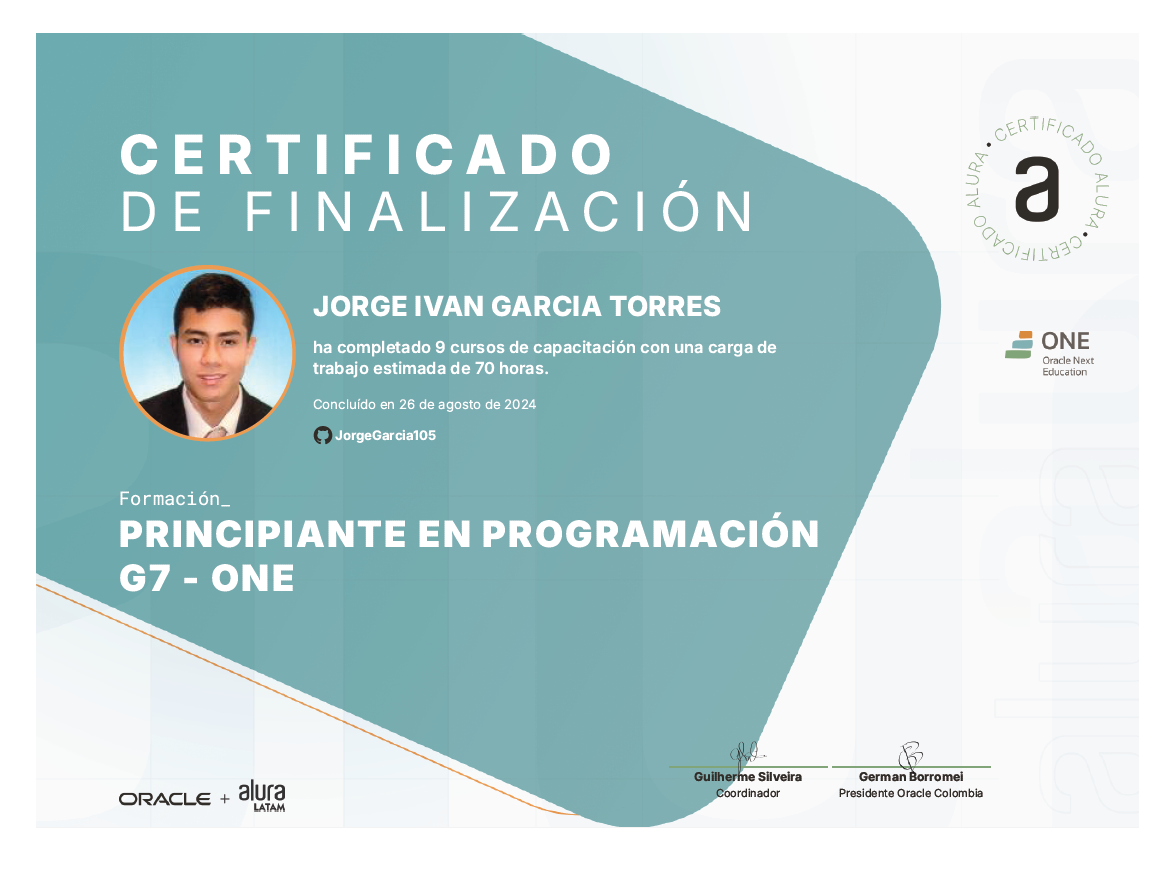 CERTIFICADO
DE FINALIZACIÓN
CERTIFICADO ALURA • CERTIFICADO ALURA •
a
JORGE IVAN GARCIA TORRES
ha completado 9 cursos de capacitación con una carga de
trabajo estimada de 70 horas.
Concluído en 26 de agosto de 2024
JorgeGarcia105
ONE
Oracle Next
Education
Formación_
PRINCIPIANTE EN PROGRAMACIÓN
G7 - ONE
ORACLE + alura
LATAM
Guilherme Silveira
Coordinador
German Borromei
Presidente Oracle Colombia
alura